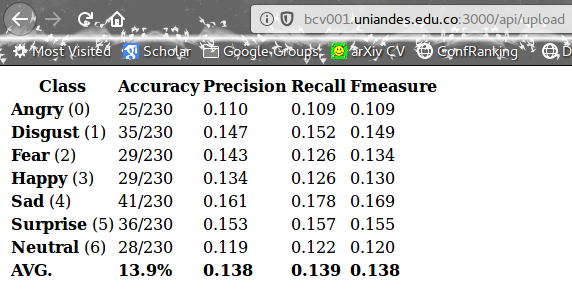 bcv001.uniandes.edu.co:3000/api/upload
Most Visited Scholar Google Groups arXiv CV ConfRanking
Class Accuracy Precision Recall Fmeasure
Angry (0) 25/230 0.110 0.109 0.109
Disgust (1) 35/230 0.147 0.152 0.149
Fear (2) 29/230 0.143 0.126 0.134
Happy (3) 29/230 0.134 0.126 0.130
Sad (4) 41/230 0.161 0.178 0.169
Surprise (5) 36/230 0.153 0.157 0.155
Neutral (6) 28/230 0.119 0.122 0.120
AVG. 13.9% 0.138 0.139 0.138